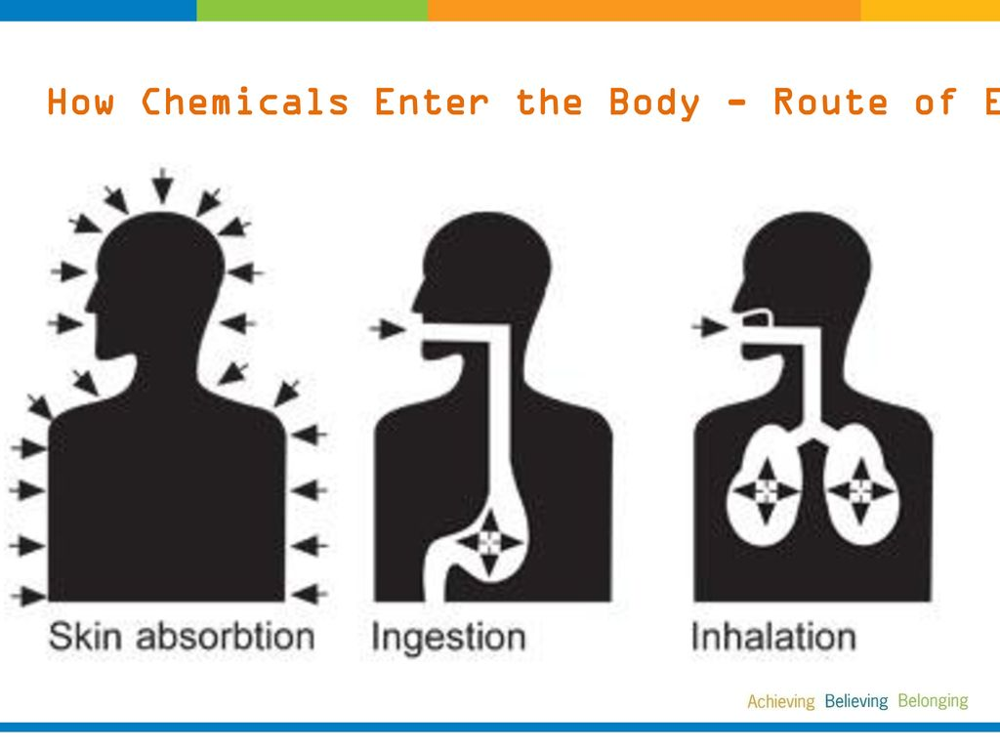 How Chemicals Enter the Body – Route of E
Skin absorbtion
Ingestion
Inhalation
Achieving Believing Belonging